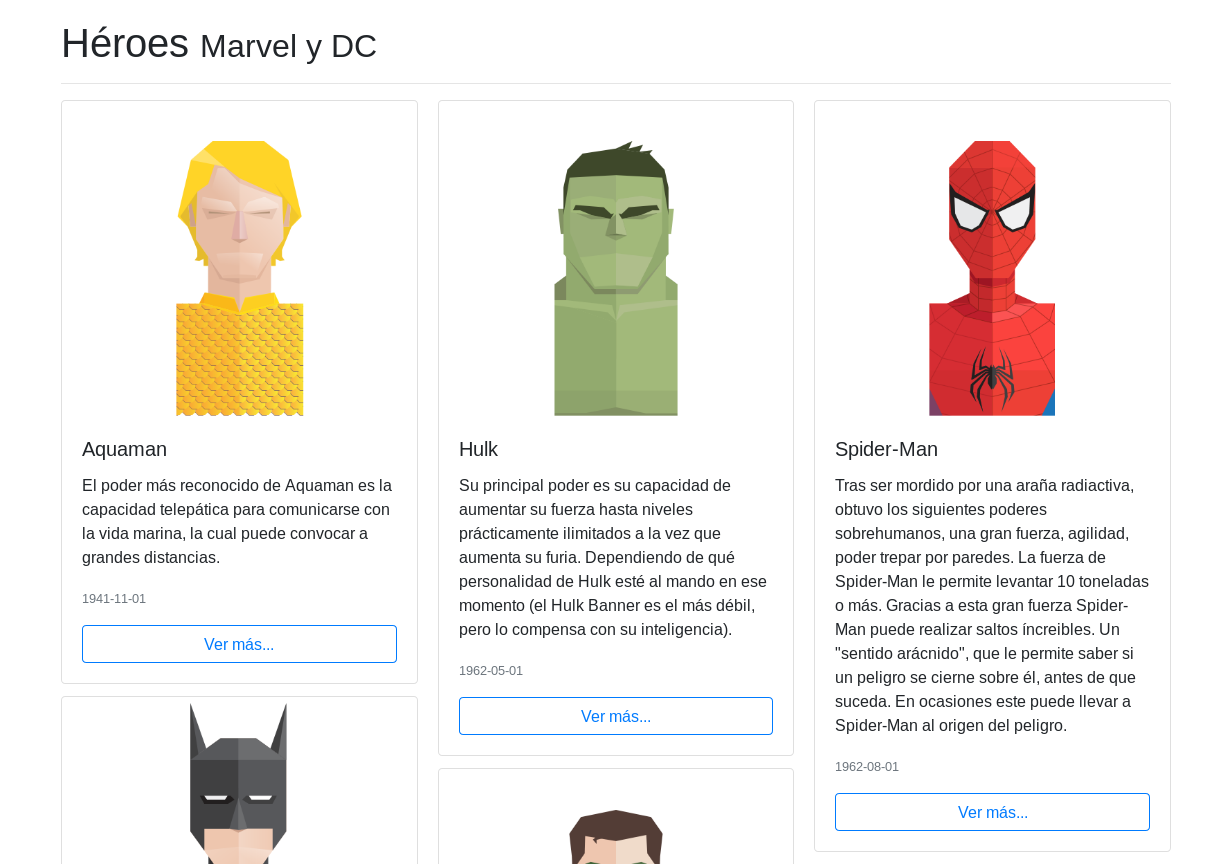 Héroes Marvel y DC
Aquaman
El poder más reconocido de Aquaman es la
capacidad telepática para comunicarse con
la vida marina, la cual puede convocar a
grandes distancias.
1941-11-01
Ver más...
Hulk
Su principal poder es su capacidad de
aumentar su fuerza hasta niveles
prácticamente ilimitados a la vez que
aumenta su furia. Dependiendo de qué
personalidad de Hulk esté al mando en ese
momento (el Hulk Banner es el más débil,
pero lo compensa con su inteligencia).
1962-05-01
Ver más...
Spider-Man
Tras ser mordido por una araña radiactiva,
obtuvo los siguientes poderes
sobrehumanos, una gran fuerza, agilidad,
poder trepar por paredes. La fuerza de
Spider-Man le permite levantar 10 toneladas
o más. Gracias a esta gran fuerza Spider-
Man puede realizar saltos íncreibles. Un
"sentido arácnido", que le permite saber si
un peligro se cierne sobre él, antes de que
suceda. En ocasiones este puede llevar a
Spider-Man al origen del peligro.
1962-08-01
Ver más...